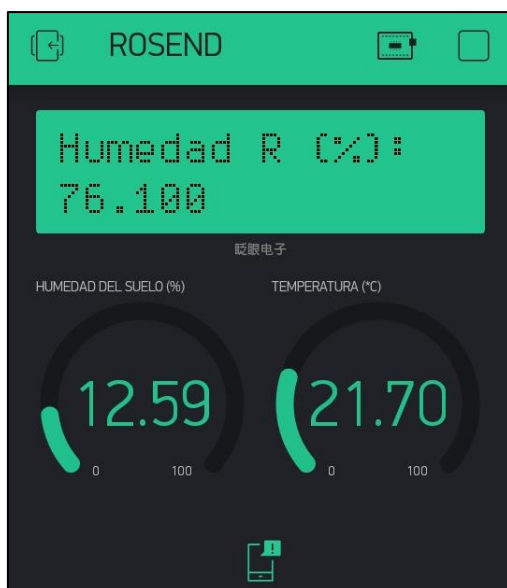 ROSEND
Humedad R (%):
76.100
眨眼电子
HUMEDAD DEL SUELO (%)
TEMPERATURA (°C)
12.59
21.70
0
100
0
100
!